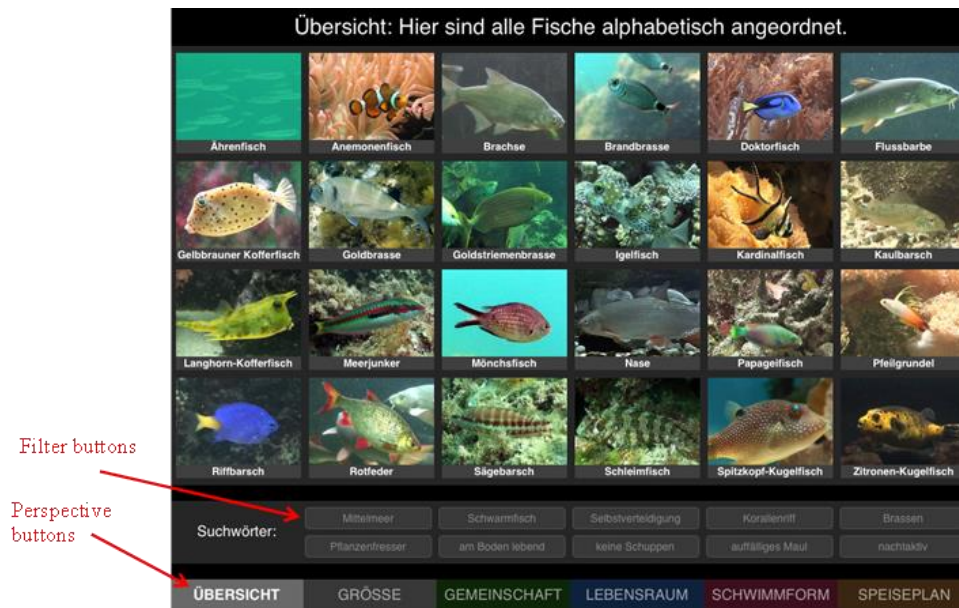 Übersicht: Hier sind alle Fische alphabetisch angeordnet.
Ährenfisch Anemonenfisch Brachse Brandbrasse Doktorfisch Flussbarbe
Gelbbrauner Kofferfisch Goldbrasse Goldstriemenbrasse Igelfisch Kardinalfisch Kaulbarsch
Langhorn-Kofferfisch Meerjunker Mönchsfisch Nase Papageifisch Pfeilgrundel
Riffbarsch Rotfeder Sägebarsch Schleimfisch Spitzkopf-Kugelfisch Zitronen-Kugelfisch
Filter buttons
Perspective
buttons
Suchwörter:
Mittelmeer Schwarmfisch Selbstverteidigung Korallenriff Brassen
Pflanzenfresser am Boden lebend keine Schuppen auffälliges Maul nachtaktiv
ÜBERSICHT GRÖSSE GEMEINSCHAFT LEBENSRAUM SCHWIMMFORM SPEISEPLAN